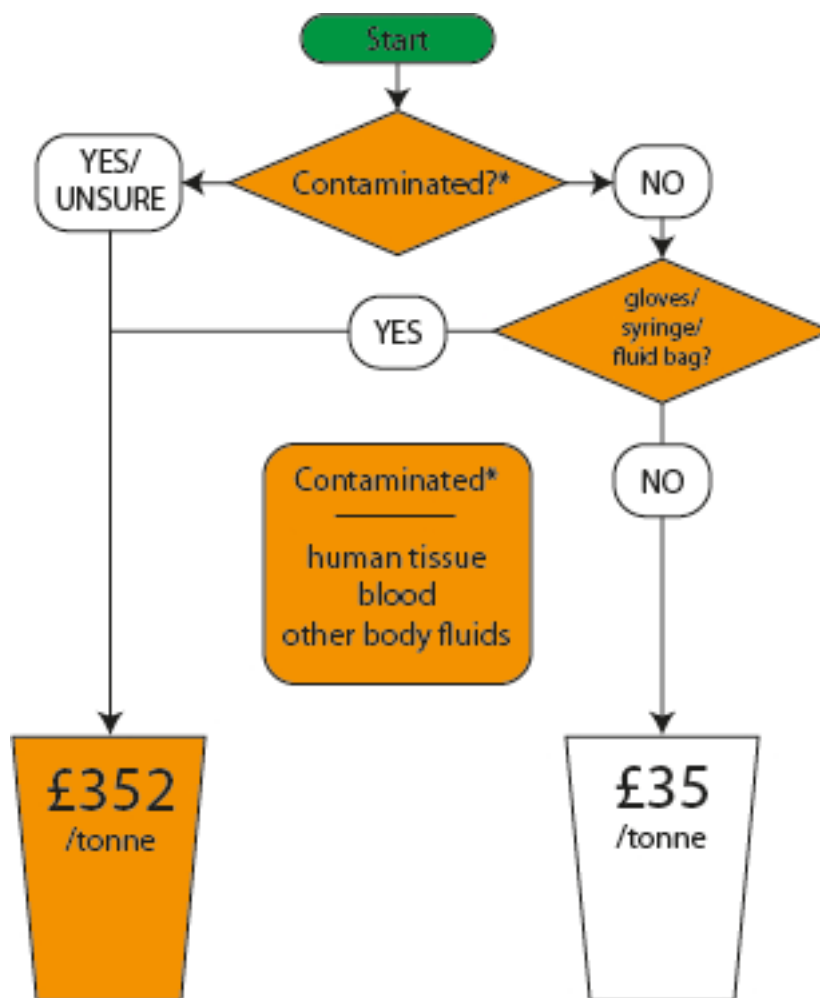 Start
Contaminated?*
YES/
UNSURE
NO
gloves/
syringe/
fluid bag?
YES
NO
Contaminated*
human tissue
blood
other body fluids
£352
/tonne
£35
/tonne